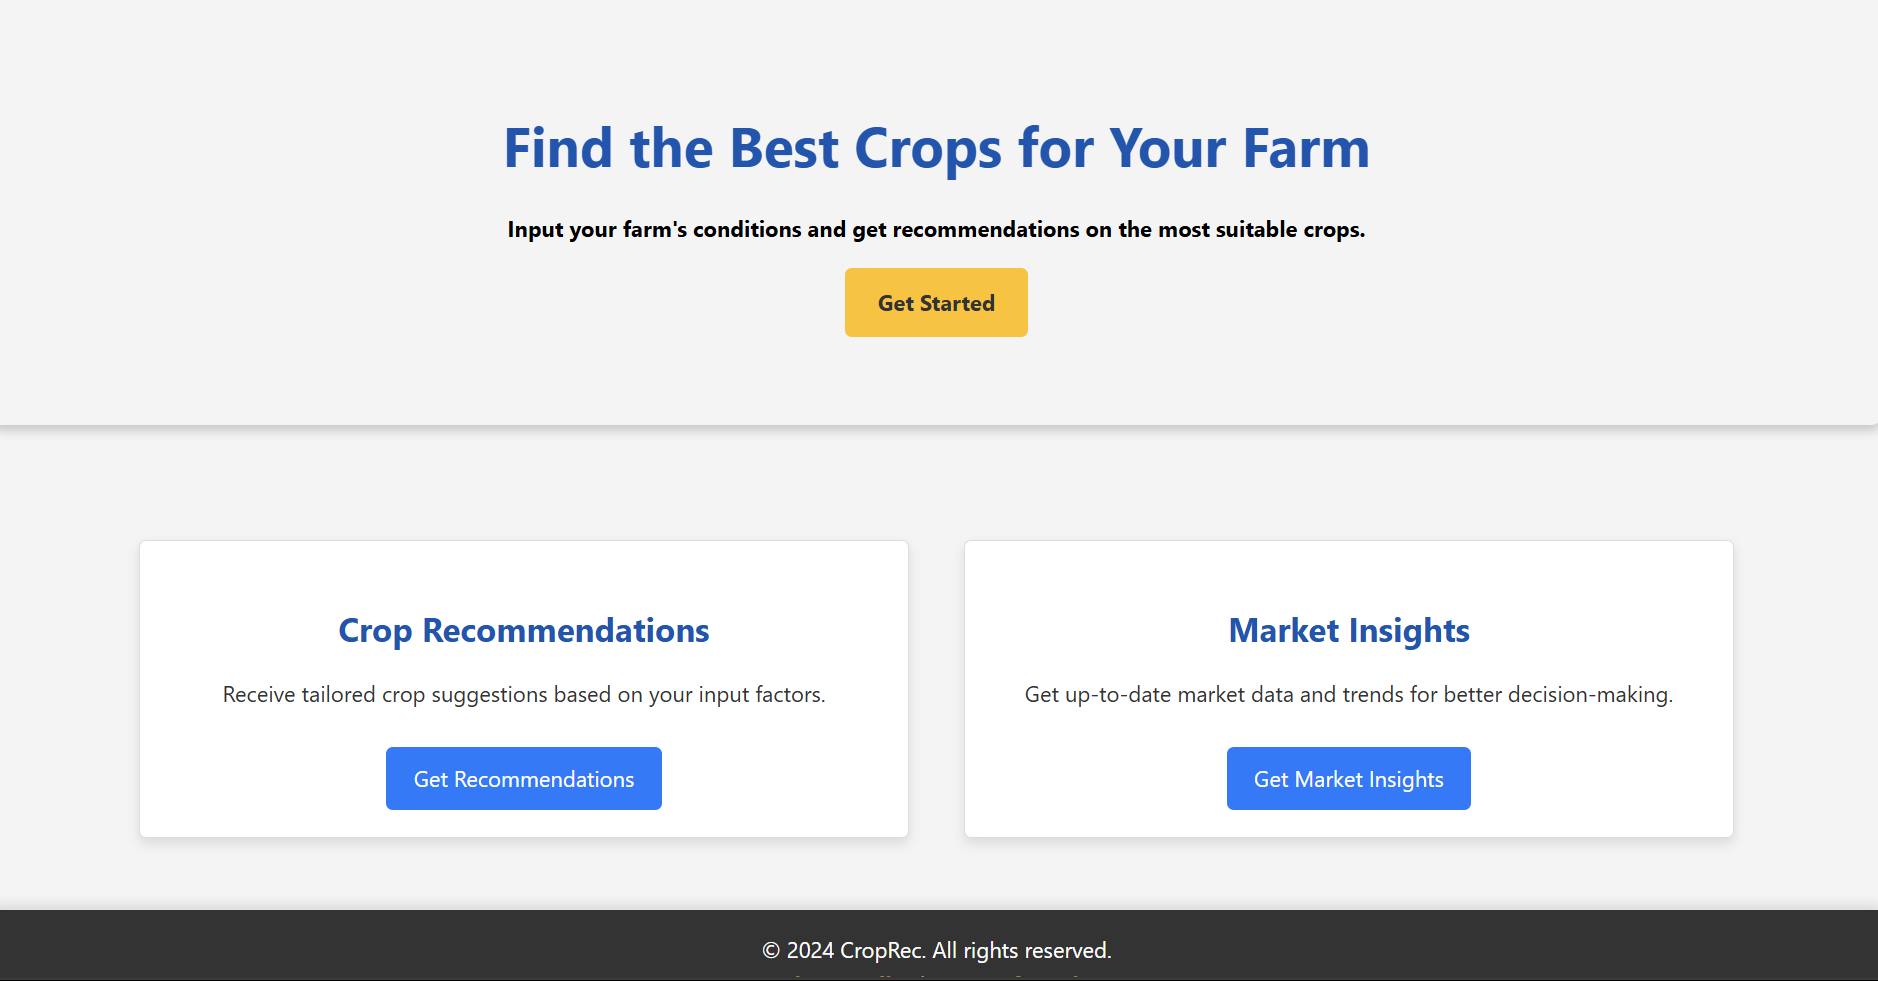 Find the Best Crops for Your Farm
Input your farm's conditions and get recommendations on the most suitable crops.
Get Started
Crop Recommendations
Receive tailored crop suggestions based on your input factors.
Get Recommendations
Market Insights
Get up-to-date market data and trends for better decision-making.
Get Market Insights
© 2024 CropRec. All rights reserved.